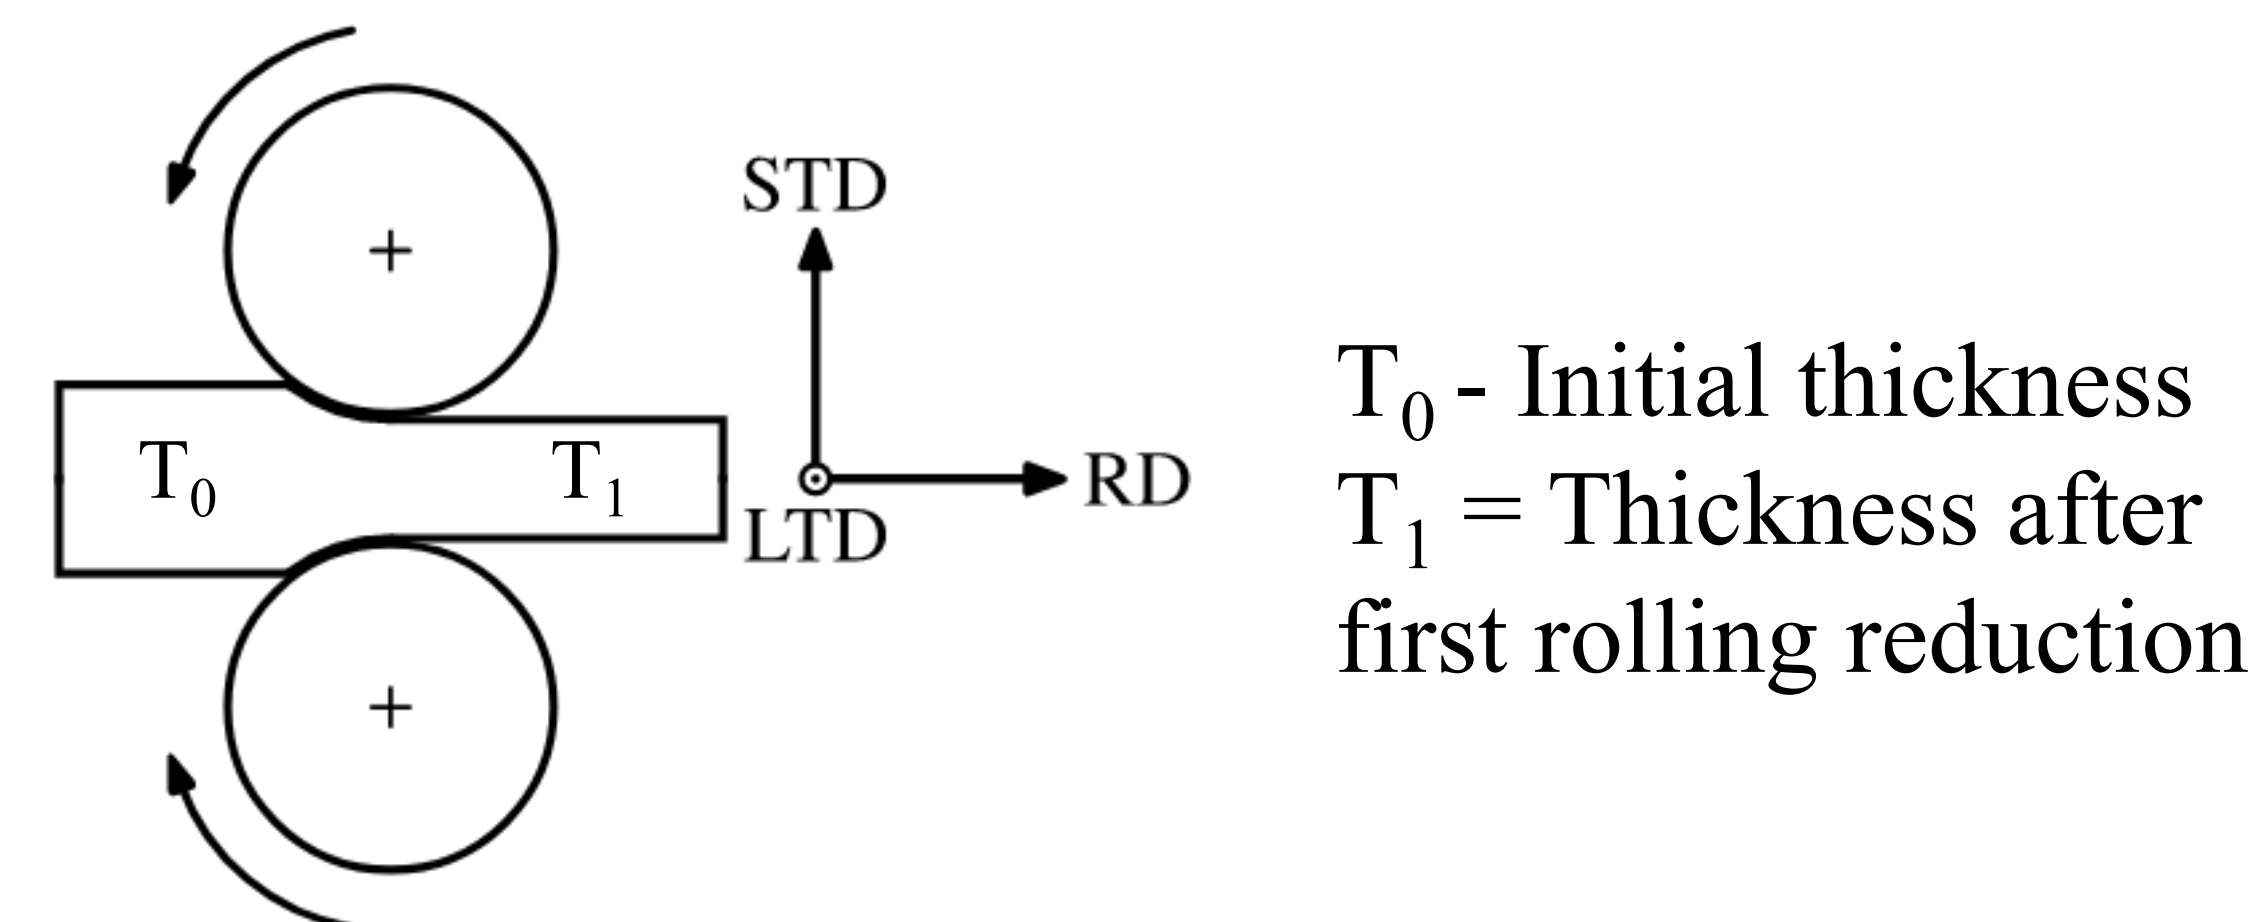 STD
T₀ T₁
RD
LTD
T₀ - Initial thickness
T₁ = Thickness after
first rolling reduction